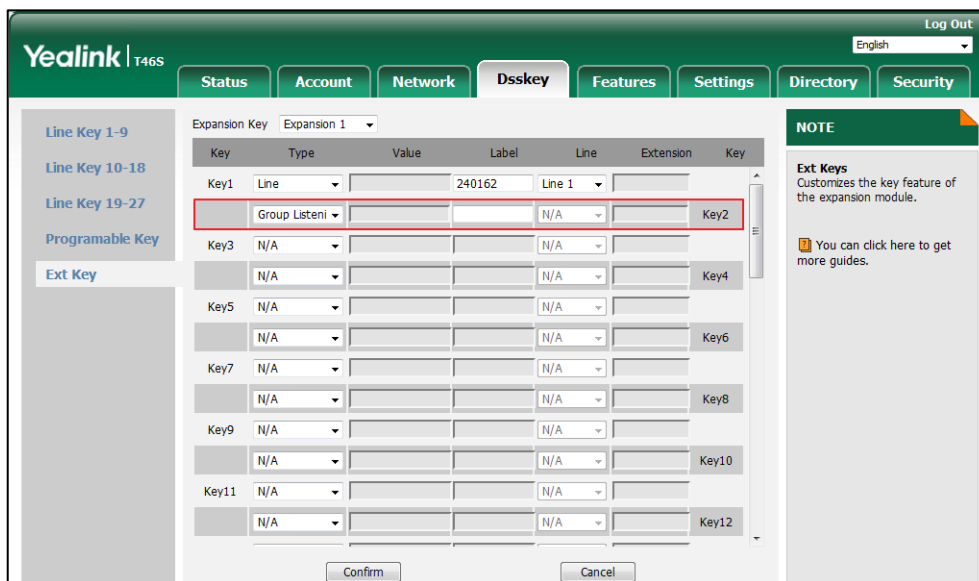 Log Out
Yealink T46S
English
Status Account Network Dsskey Features Settings Directory Security
Line Key 1-9
Line Key 10-18
Line Key 19-27
Programable Key
Ext Key
Expansion Key Expansion 1
Key Type Value Label Line Extension Key
Key1 Line 240162 Line 1
Group Listeni N/A Key2
Key3 N/A N/A
N/A N/A Key4
Key5 N/A N/A
N/A N/A Key6
Key7 N/A N/A
N/A N/A Key8
Key9 N/A N/A
N/A N/A Key10
Key11 N/A N/A
N/A N/A Key12
Confirm Cancel
NOTE
Ext Keys
Customizes the key feature of
the expansion module.
You can click here to get
more guides.